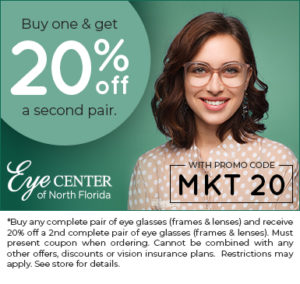 Buy one & get
20% off
a second pair.
WITH PROMO CODE
MKT 20
Eye CENTER
of North Florida
*Buy any complete pair of eye glasses (frames & lenses) and receive
20% off a 2nd complete pair of eye glasses (frames & lenses). Must
present coupon when ordering. Cannot be combined with any
other offers, discounts or vision insurance plans. Restrictions may
apply. See store for details.